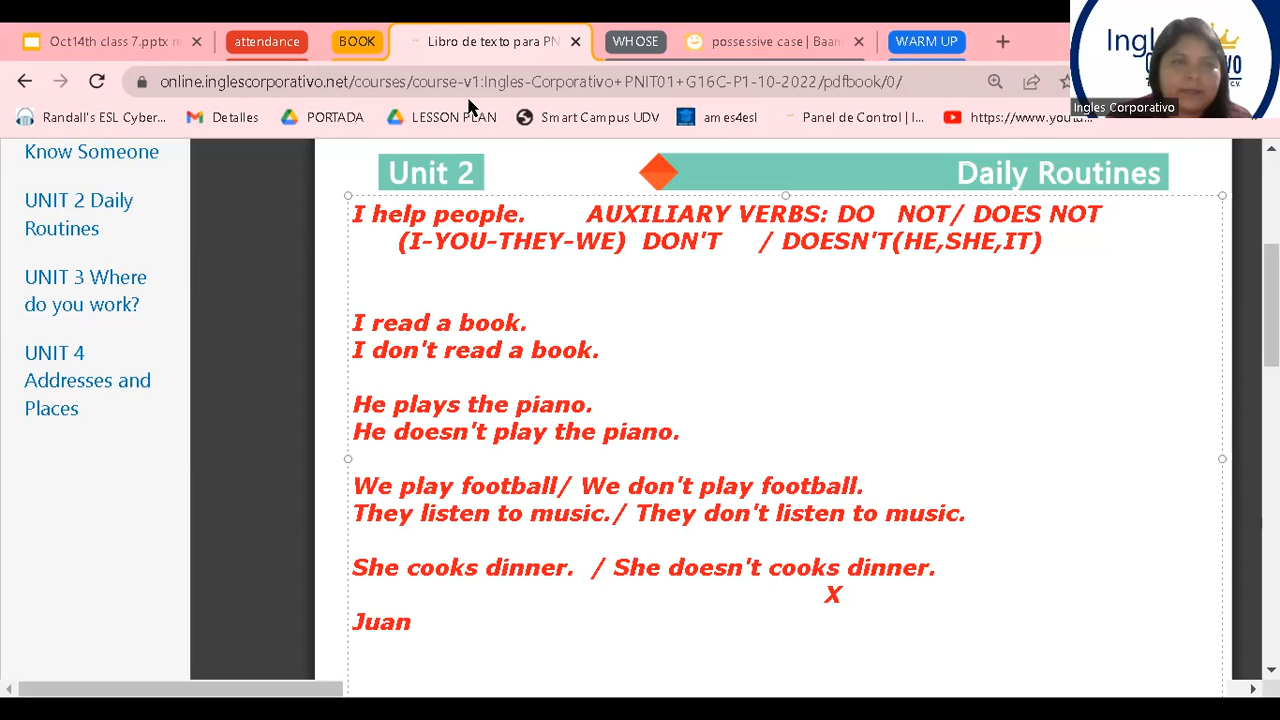 Oct14th class 7.pptx
attendance
BOOK
Libro de texto para PN
WHOSE
possessive case | Baam
WARM UP
online.inglescorporativo.net/courses/course-v1:Ingles-Corporativo+PNIT01+G16C-P1-10-2022/pdfbook/0/
Ingles Corporativo
Randall's ESL Cyber...
Detalles
PORTADA
LESSON PLAN
Smart Campus UDV
ames4esl
Panel de Control | I...
Know Someone
UNIT 2 Daily
Routines
UNIT 3 Where
do you work?
UNIT 4
Addresses and
Places
Unit 2
Daily Routines
I help people. AUXILIARY VERBS: DO NOT/ DOES NOT
(I-YOU-THEY-WE) DON'T / DOESN'T(HE,SHE,IT)
I read a book.
I don't read a book.
He plays the piano.
He doesn't play the piano.
We play football/ We don't play football.
They listen to music./ They don't listen to music.
She cooks dinner. / She doesn't cooks dinner.
X
Juan